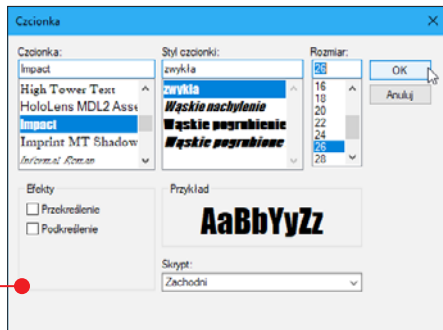 Czcionka
Czcionka:
Impact
High Tower Text
HoloLens MDL2 Asse
Impact
Imprint MT Shadow
Informal Roman
Styl czcionki:
zwykła
zwykła
Wąskie nachylenie
Wąskie pogrubienie
Wąskie pogrubione
Rozmiar:
26
16
18
20
22
24
26
28
OK
Anuluj
Efekty
Przekreślenie
Podkreślenie
Przykład
AaBbYyZz
Skrypt:
Zachodni